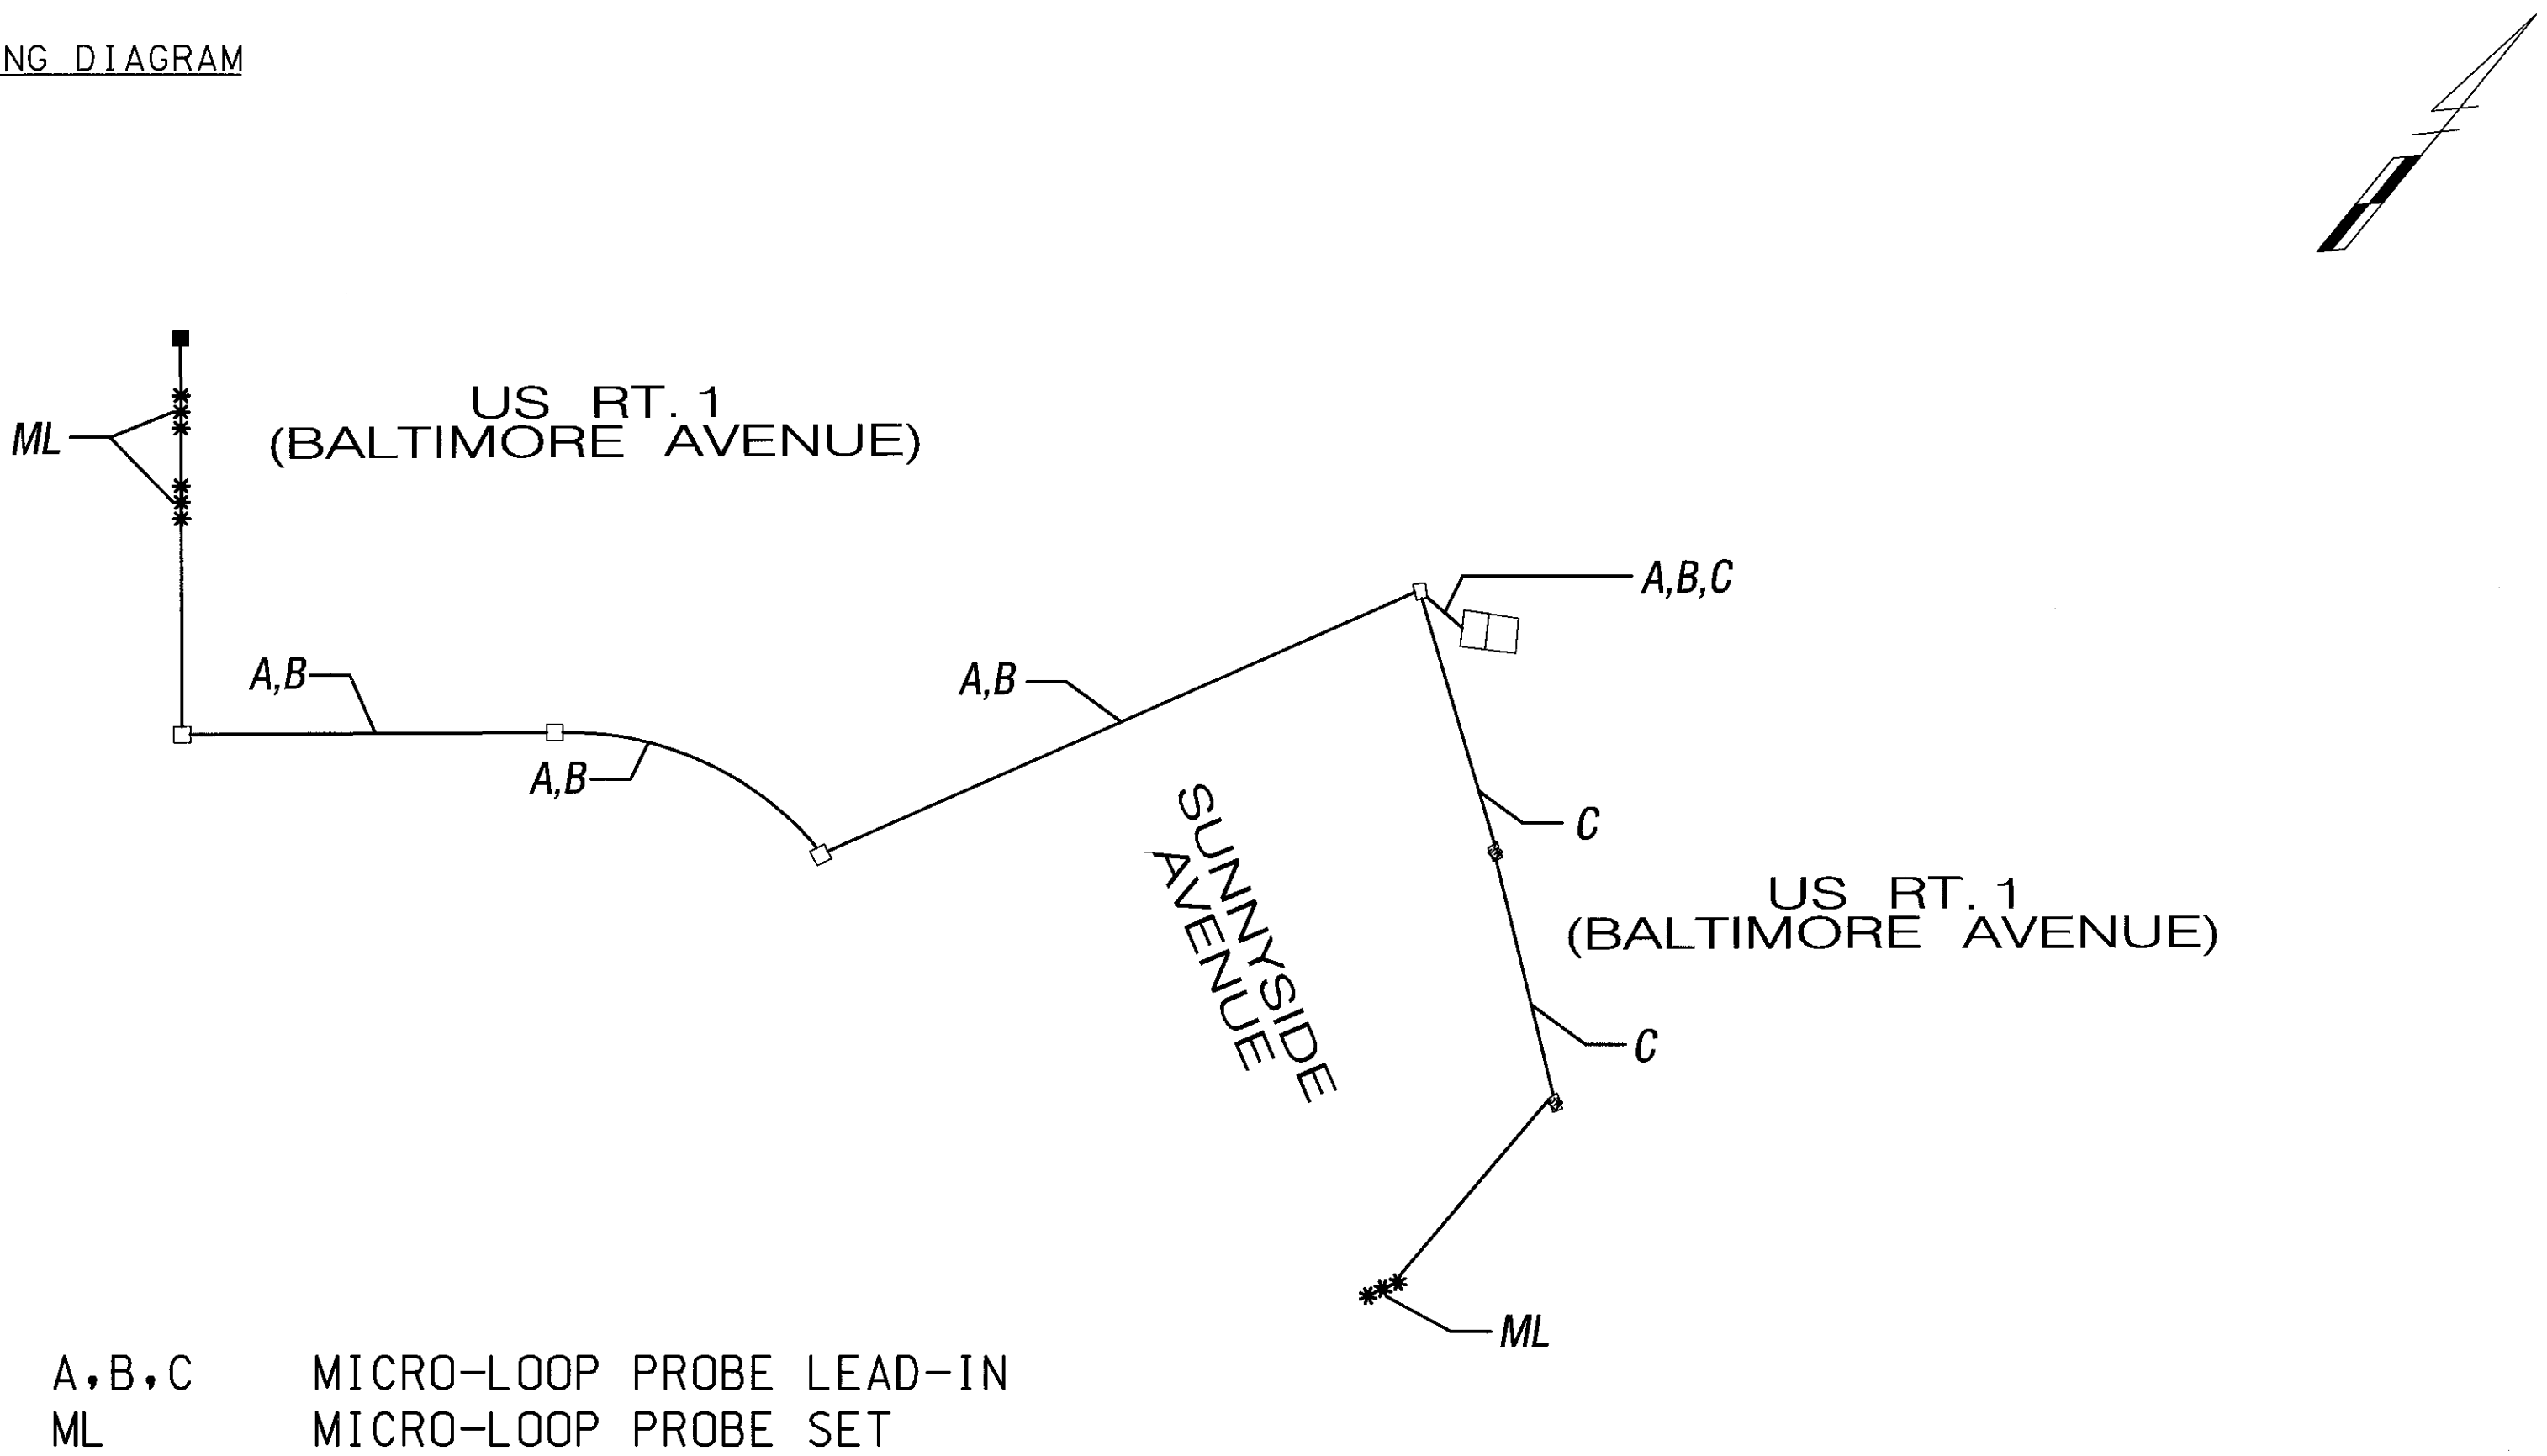 NG DIAGRAM
US RT. 1
(BALTIMORE AVENUE)
ML
A,B,C
A,B
A,B
A,B
C
SUNNYSIDE
AVENUE
US RT. 1
(BALTIMORE AVENUE)
C
ML
A,B,C MICRO-LOOP PROBE LEAD-IN
ML MICRO-LOOP PROBE SET